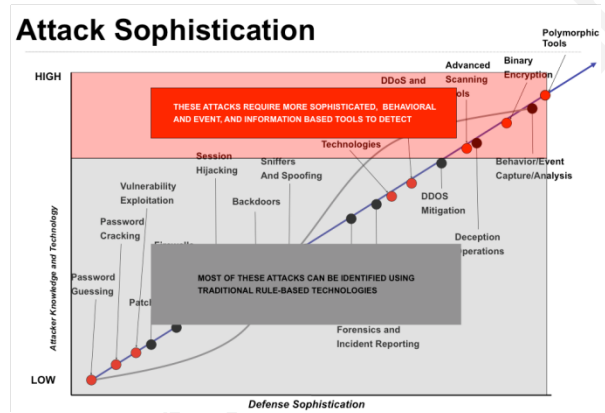 Attack Sophistication
HIGH
Polymorphic
Tools
Binary
Encryption
Advanced
Scanning
DDoS and
THESE ATTACKS REQUIRE MORE SOPHISTICATED, BEHAVIORAL
AND EVENT, AND INFORMATION BASED TOOLS TO DETECT
Technologies
Behavior/Event
Capture/Analysis
Session
Hijacking
Sniffers
And Spoofing
Vulnerability
Exploitation
Backdoors
DDOS
Mitigation
Password
Cracking
Deception
Operations
Password
Guessing
MOST OF THESE ATTACKS CAN BE IDENTIFIED USING
TRADITIONAL RULE-BASED TECHNOLOGIES
Forensics and
Incident Reporting
LOW
Attacker Knowledge and Technology
Defense Sophistication